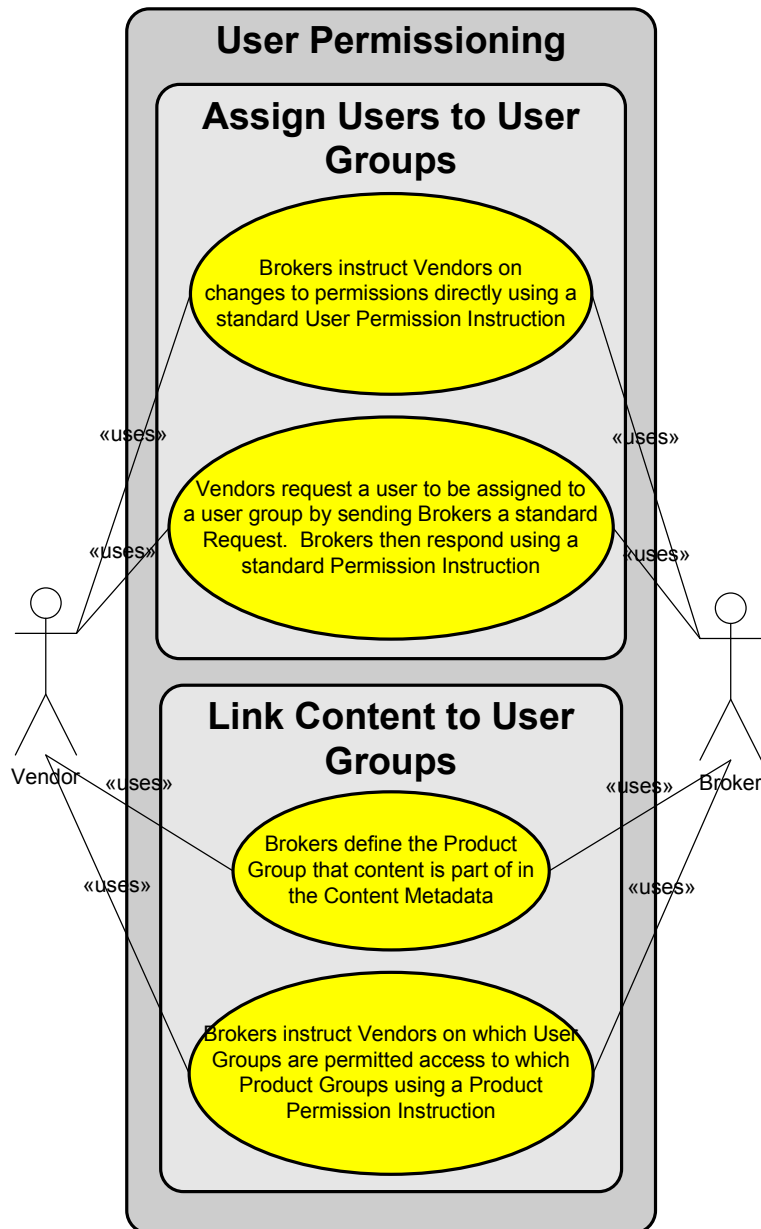 User Permissioning
Assign Users to User
Groups
Brokers instruct Vendors on
changes to permissions directly using a
standard User Permission Instruction
«uses»
«uses»
Vendors request a user to be assigned to
a user group by sending Brokers a standard
Request.  Brokers then respond using a
standard Permission Instruction
«uses»
«uses»
Link Content to User
Groups
Vendor
«uses»
«uses»
Broker
Brokers define the Product
Group that content is part of in
the Content Metadata
«uses»
«uses»
Brokers instruct Vendors on which User
Groups are permitted access to which
Product Groups using a Product
Permission Instruction